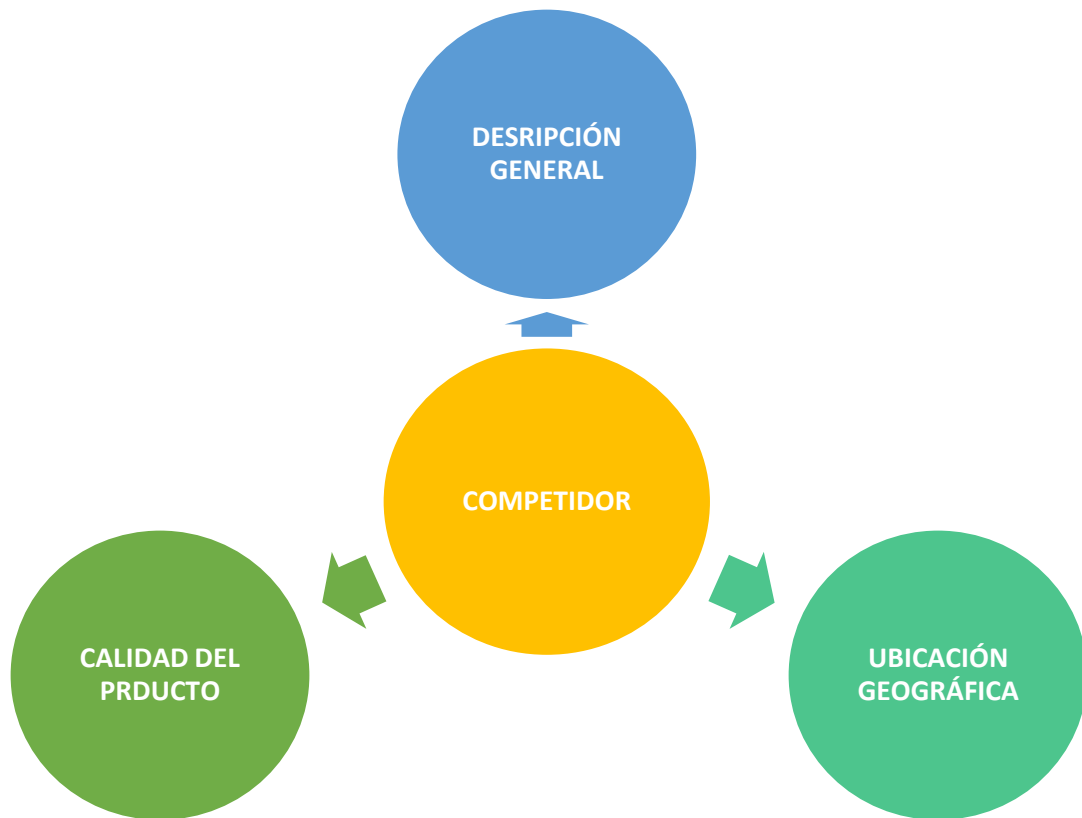 DESRIPCIÓN
GENERAL
COMPETIDOR
CALIDAD DEL
PRDUCTO
UBICACIÓN
GEOGRÁFICA